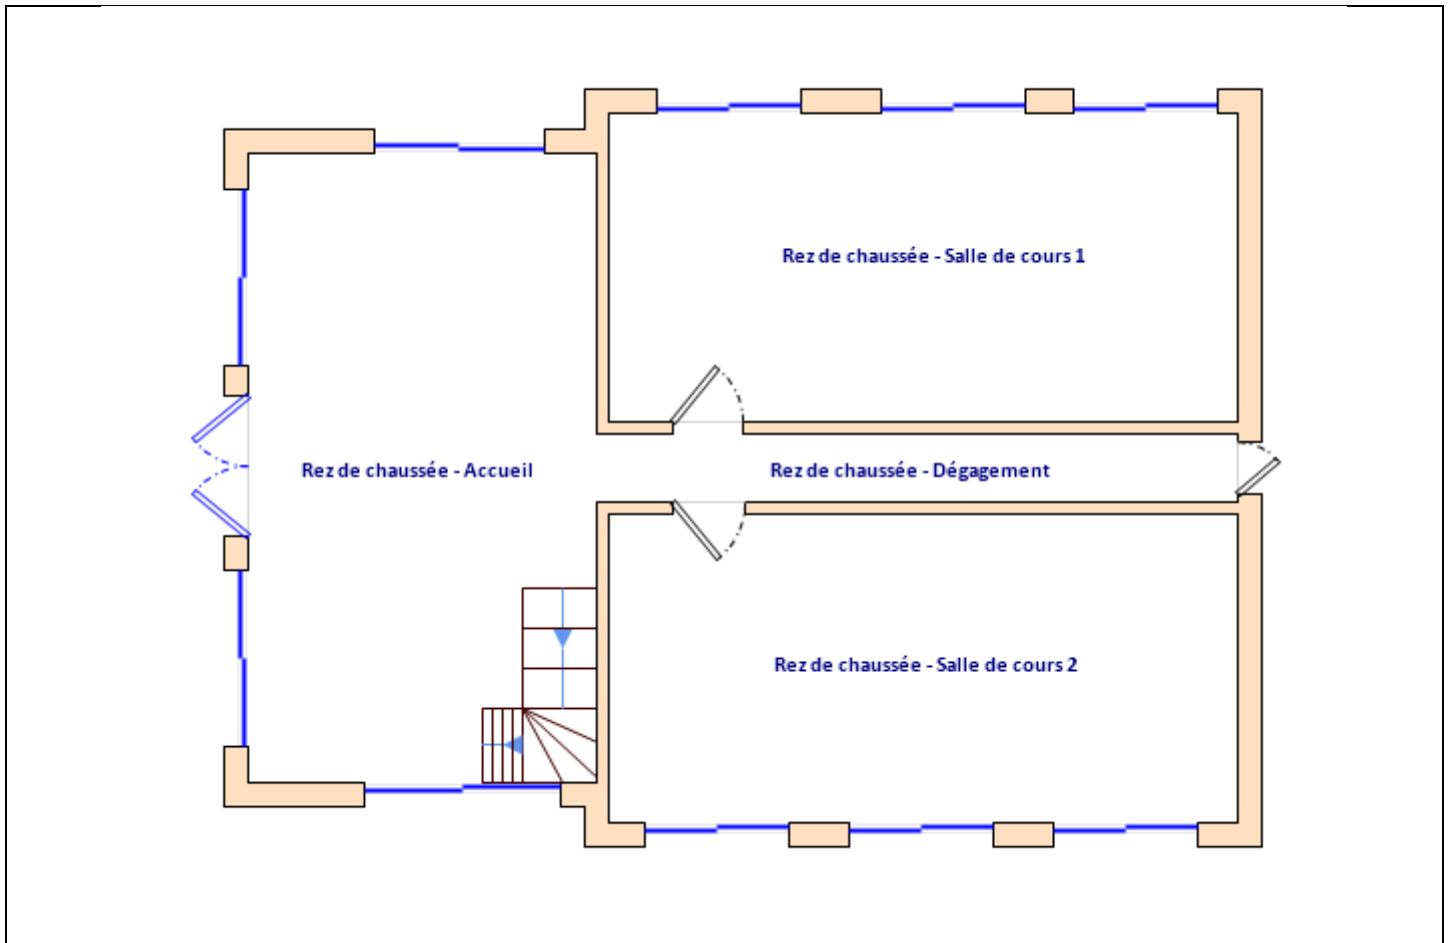 Rez de chaussée - Salle de cours 1
Rez de chaussée - Accueil
Rez de chaussée - Dégagement
Rez de chaussée - Salle de cours 2